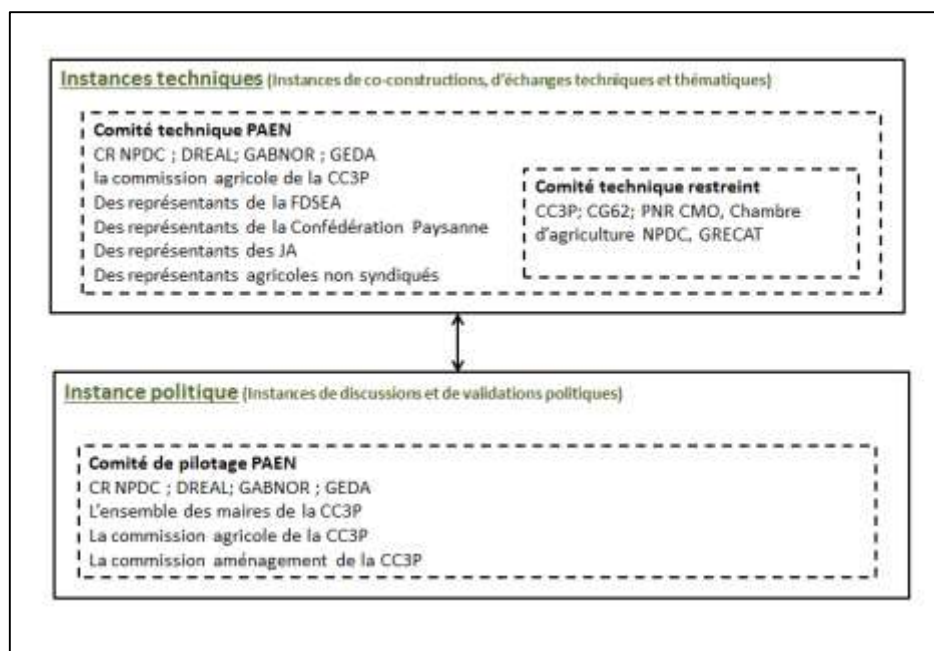 Instances techniques (Instances de co-constructions, d'échanges techniques et thématiques)
Comité technique PAEN
CR NPDC ; DREAL; GABNOR ; GEDA
la commission agricole de la CC3P
Des représentants de la FDSEA
Des représentants de la Confédération Paysanne
Des représentants des JA
Des représentants agricoles non syndiqués
Comité technique restreint
CC3P; CG62; PNR CMO, Chambre
d'agriculture NPDC, GRECAT
Instance politique (Instances de discussions et de validations politiques)
Comité de pilotage PAEN
CR NPDC ; DREAL; GABNOR ; GEDA
L'ensemble des maires de la CC3P
La commission agricole de la CC3P
La commission aménagement de la CC3P